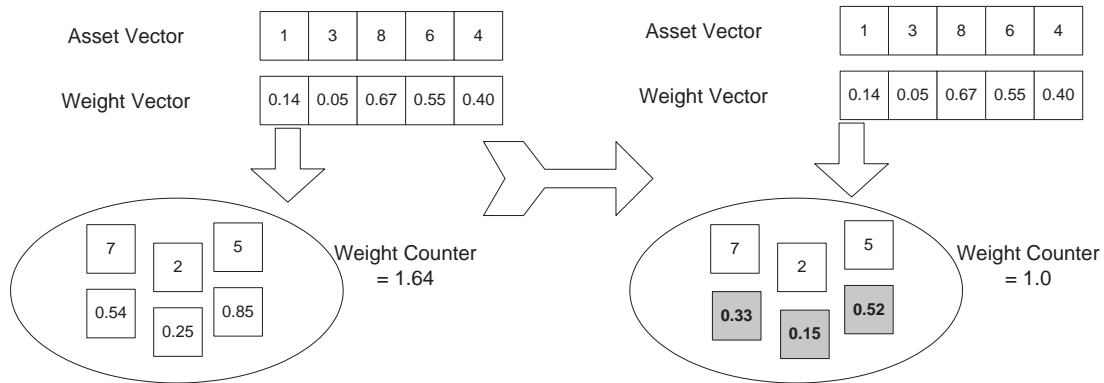 Asset Vector 1 3 8 6 4
Weight Vector 0.14 0.05 0.67 0.55 0.40
7 2 5
0.54 0.25 0.85
Weight Counter
= 1.64
Asset Vector 1 3 8 6 4
Weight Vector 0.14 0.05 0.67 0.55 0.40
7 2 5
0.33 0.15 0.52
Weight Counter
= 1.0